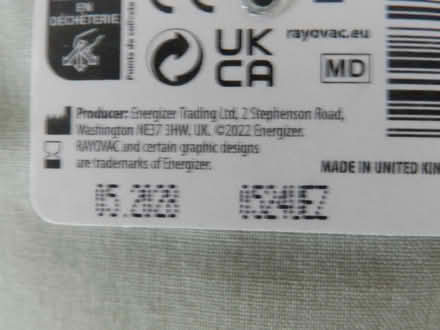 EN
DÉCHÈTERIE
UK
CA
rayovac.eu
MD
Producer: Energizer Trading Ltd, 2 Stephenson Road,
Washington NE37 3HW. UK. ©2022 Energizer.
RAYOVAC and certain graphic designs
are trademarks of Energizer.
MADE IN UNITED KIN
05.2028 0524UEZ